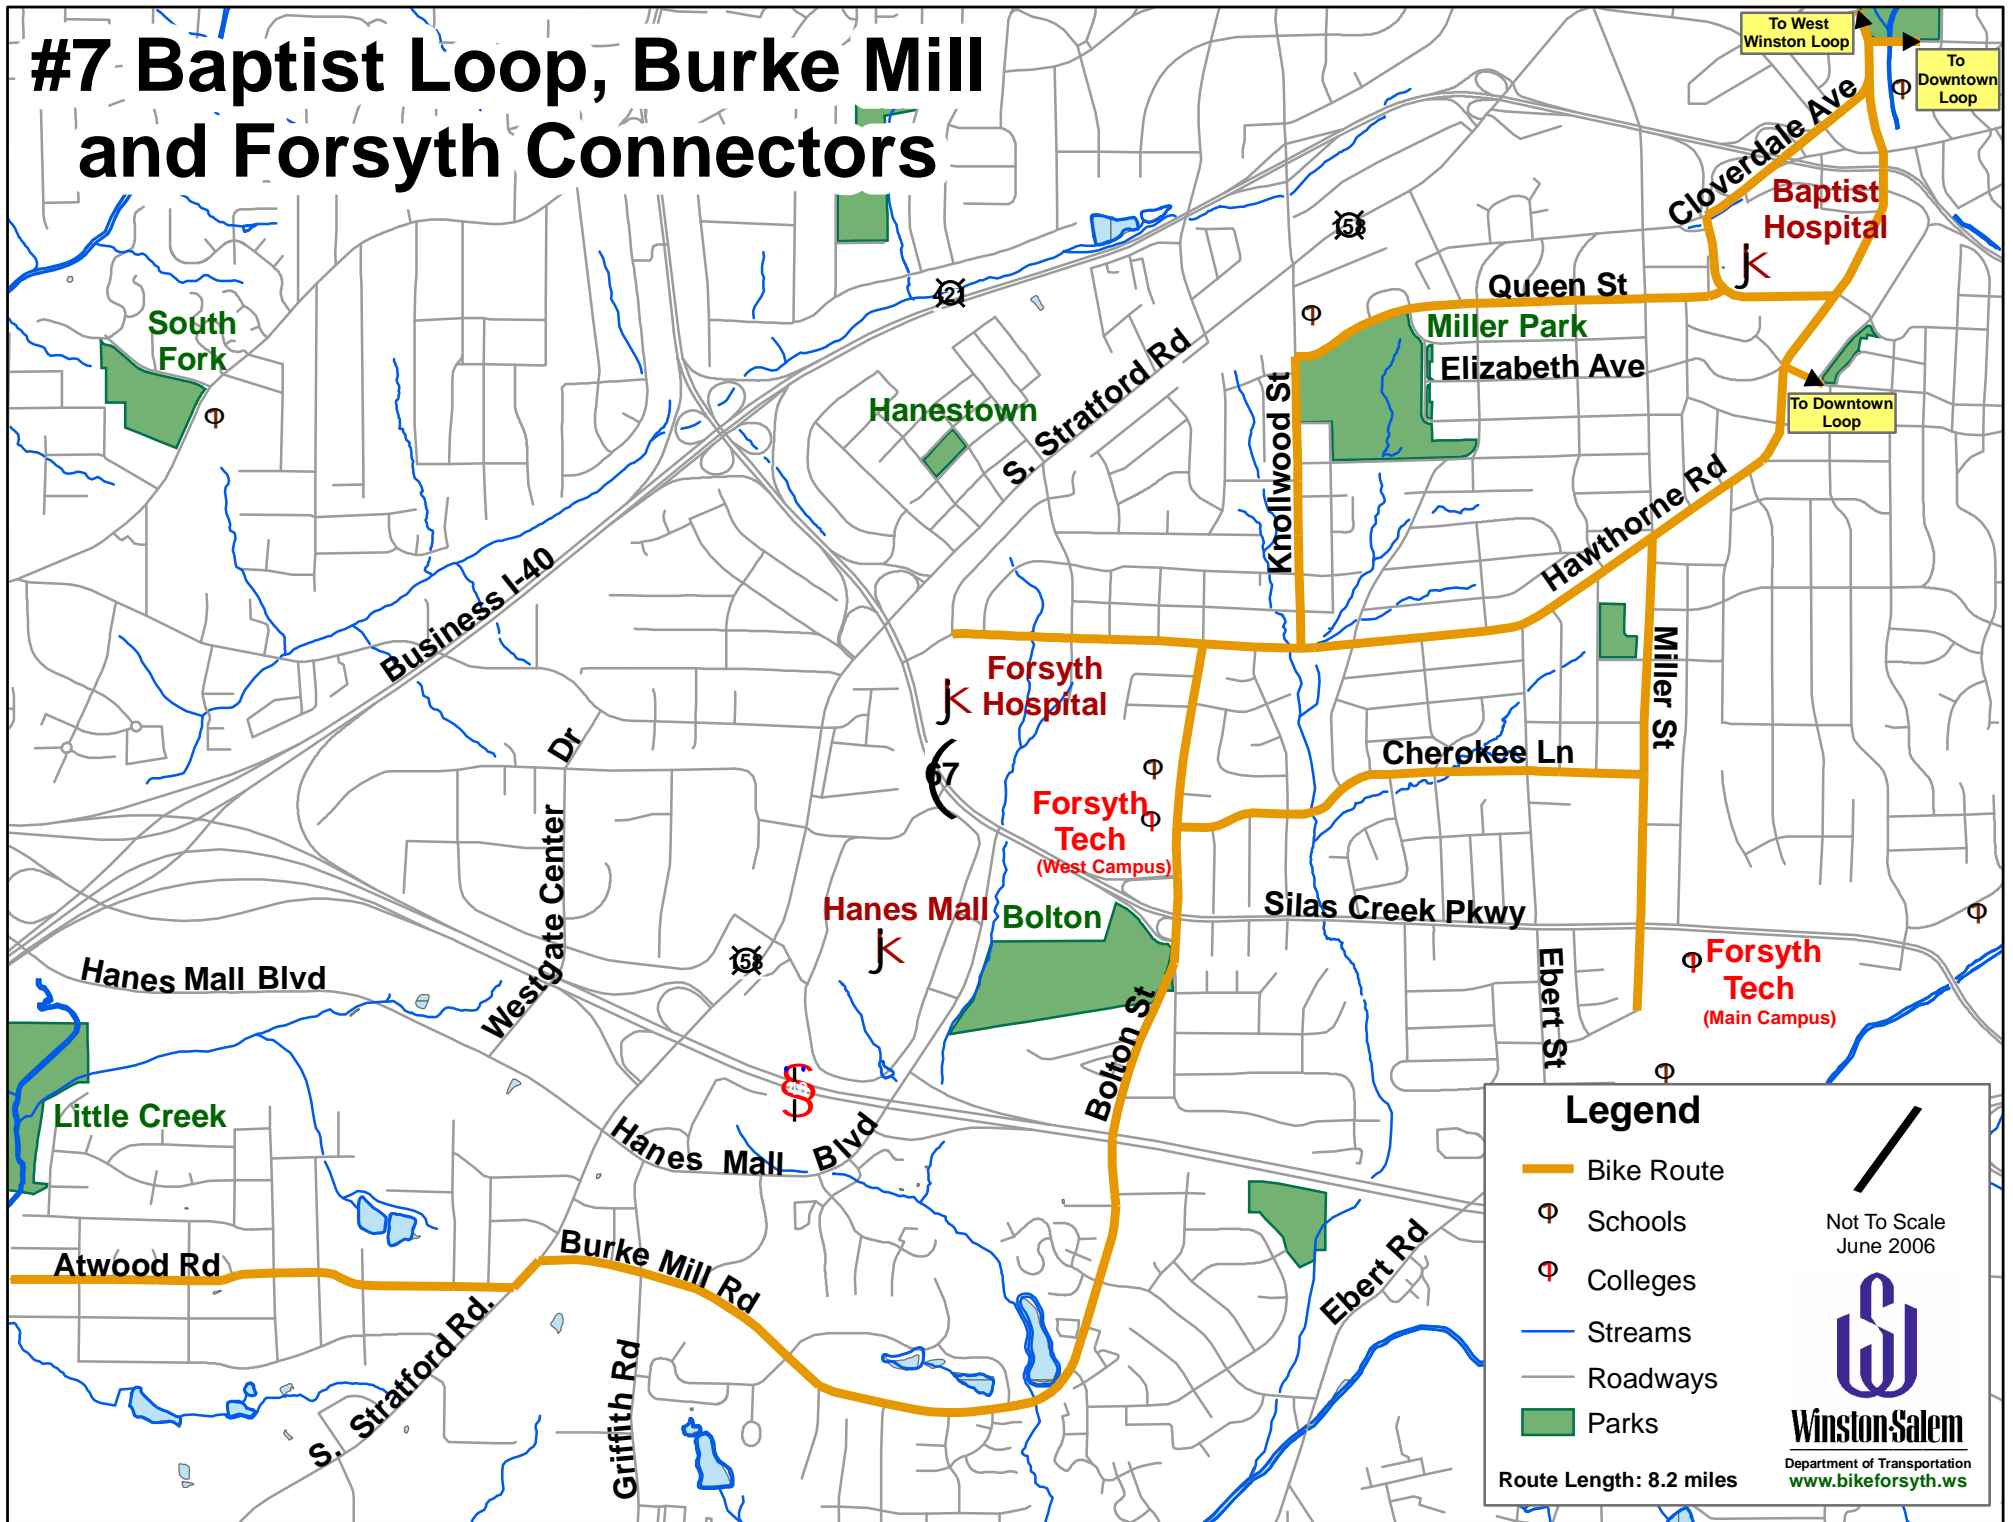 #7 Baptist Loop, Burke Mill
and Forsyth Connectors
To West
Winston Loop
To
Downtown
Loop
Cloverdale Ave
Baptist
Hospital
158
Queen St
Miller Park
Elizabeth Ave
421
South
Fork
Hanestown
S. Stratford Rd
Knollwood St
To Downtown
Loop
Hawthorne Rd
Business I-40
Forsyth
Hospital
Miller St
Westgate Center Dr
67
Cherokee Ln
Forsyth
Tech
(West Campus)
Hanes Mall
Bolton
Silas Creek Pkwy
158
Hanes Mall Blvd
Ebert St
Forsyth
Tech
(Main Campus)
Bolton St
Little Creek
Hanes Mall Blvd
Atwood Rd
Burke Mill Rd
Ebert Rd
S. Stratford Rd.
Griffith Rd
Legend
Bike Route
Schools
Colleges
Streams
Roadways
Parks
Route Length: 8.2 miles
Not To Scale
June 2006
Winston-Salem
Department of Transportation
www.bikeforsyth.ws